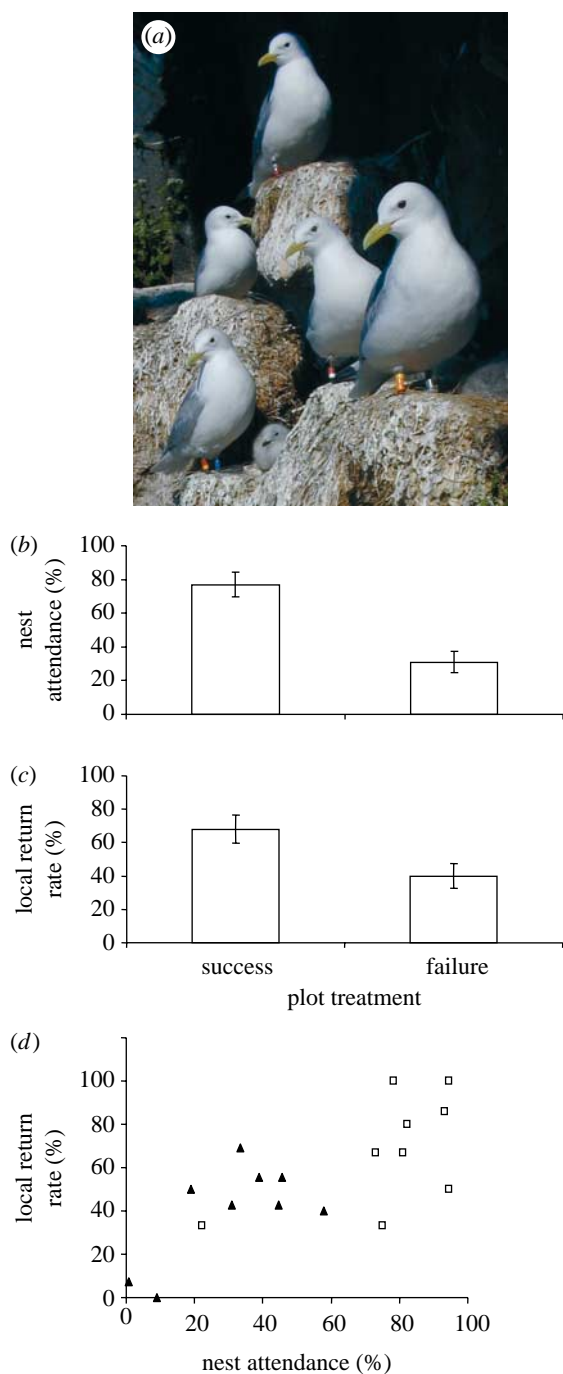 (a)
(b)
nest
attendance (%)
100
80
60
40
20
0
(c)
local return
rate (%)
100
80
60
40
20
0
success failure
plot treatment
(d)
local return
rate (%)
100
80
60
40
20
0
0 20 40 60 80 100
nest attendance (%)